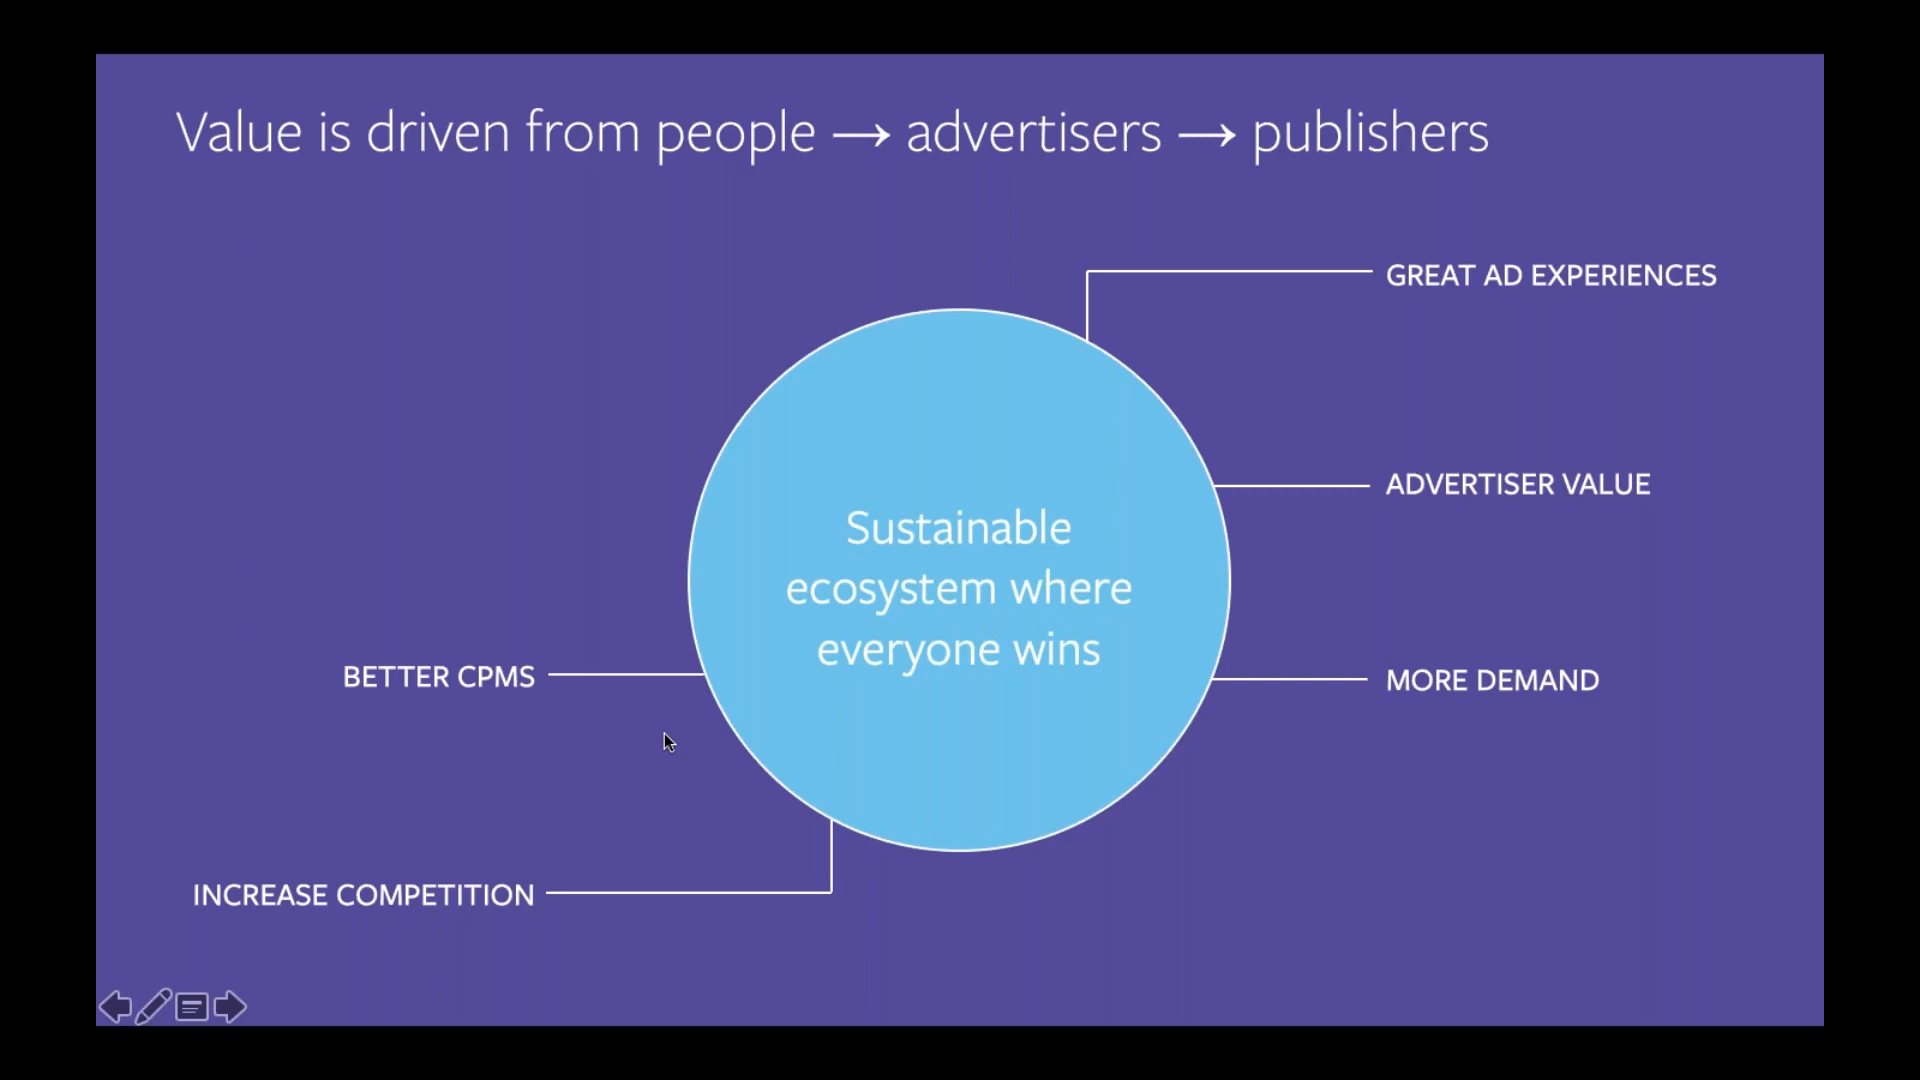 Value is driven from people → advertisers → publishers
GREAT AD EXPERIENCES
ADVERTISER VALUE
Sustainable
ecosystem where
everyone wins
MORE DEMAND
BETTER CPMS
INCREASE COMPETITION